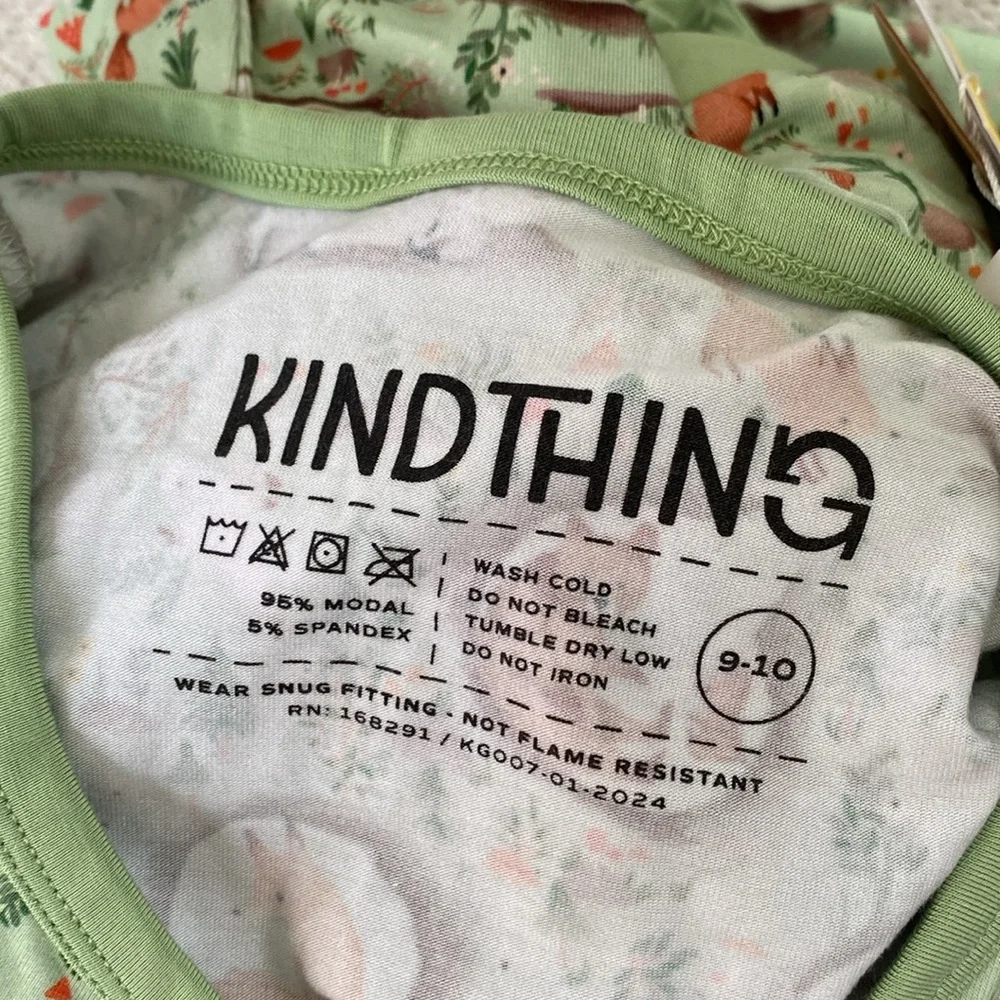 KINDTHING
95% MODAL
5% SPANDEX
WASH COLD
DO NOT BLEACH
TUMBLE DRY LOW
DO NOT IRON
9-10
WEAR SNUG FITTING - NOT FLAME RESISTANT
RN: 168291 / KG007-01-2024